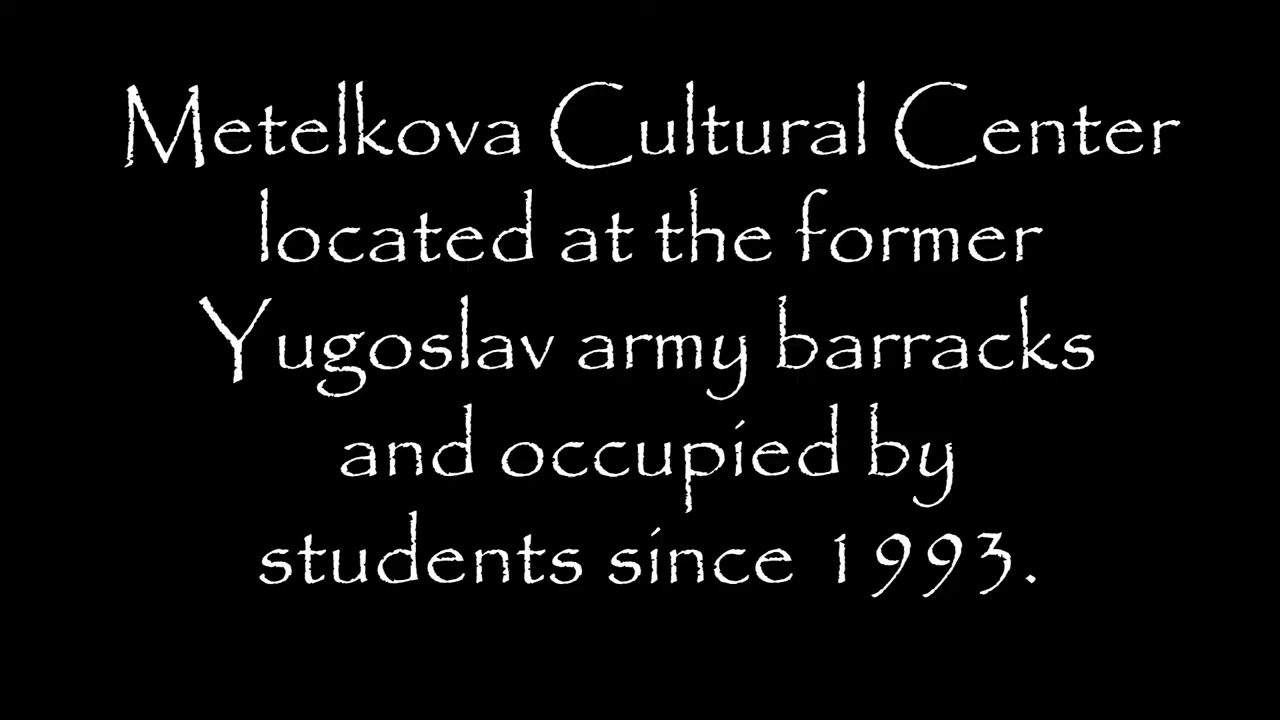 Metelkova Cultural Center
located at the former
Yugoslav army barracks
and occupied by
students since 1993.